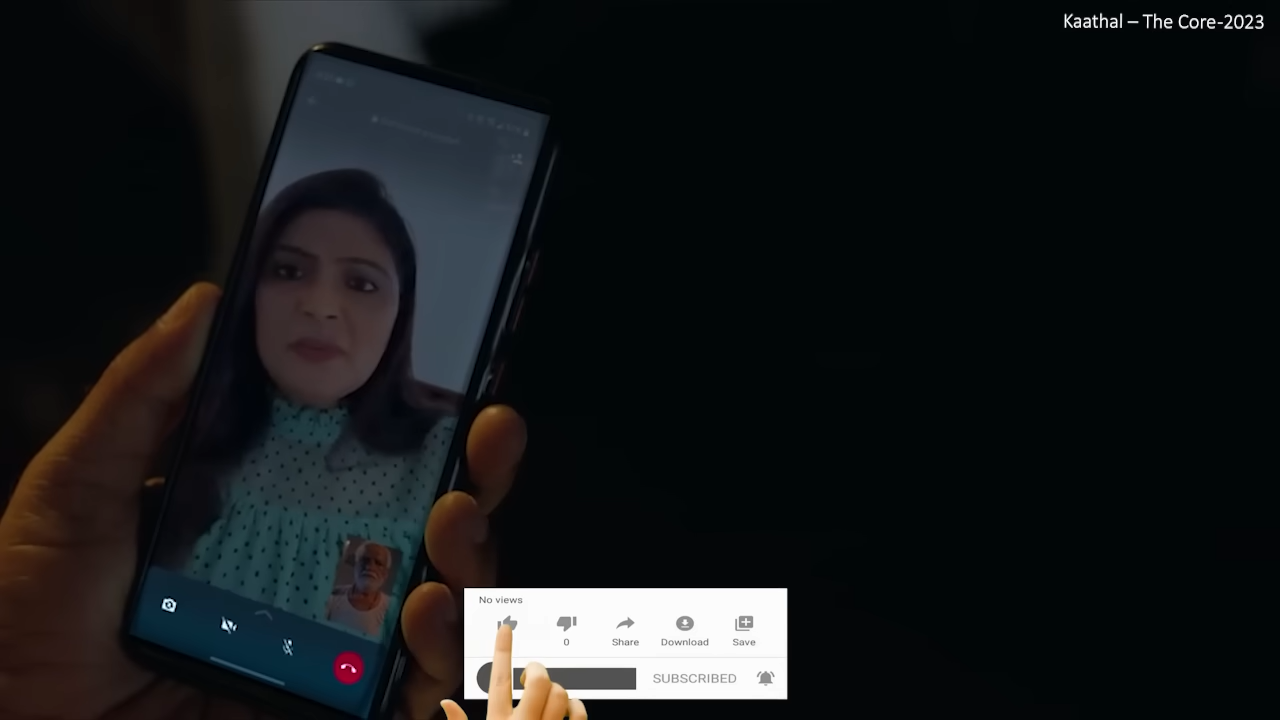 Kaathal – The Core-2023
No views
0
Share
Download
Save
SUBSCRIBED